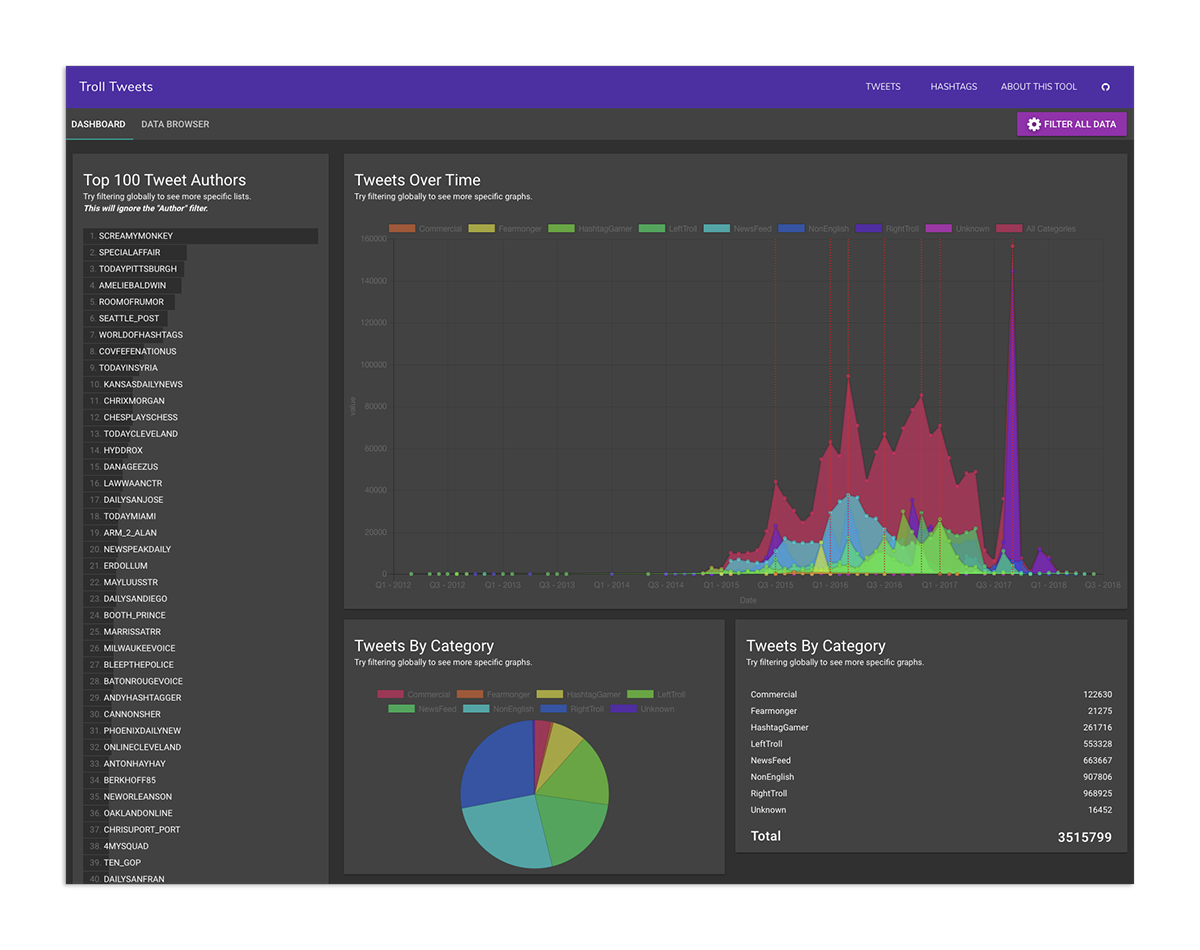 Troll Tweets
TWEETS HASHTAGS ABOUT THIS TOOL
DASHBOARD DATA BROWSER
FILTER ALL DATA
Top 100 Tweet Authors
Try filtering globally to see more specific lists.
This will ignore the "Author" filter.
1. SCREAMYMONKEY
2. SPECIALAFFAIR
3. TODAYPITTSBURGH
4. AMELIEBALDWIN
5. ROOMOFRUMOR
6. SEATTLE_POST
7. WORLDOFHASHTAGS
8. COVFEFENATIONUS
9. TODAYINSYRIA
10. KANSASDAILYNEWS
11. CHRIXMORGAN
12. CHESPLAYSCHESS
13. TODAYCLEVELAND
14. HYDDROX
15. DANAGEEZUS
16. LAWWAANCTR
17. DAILYSANJOSE
18. TODAYMIAMI
19. ARM_2_ALAN
20. NEWSPEAKDAILY
21. ERDOLLUM
22. MAYLUUSSTR
23. DAILYSANDIEGO
24. BOOTH_PRINCE
25. MARRISSATRR
26. MILWAUKEEVOICE
27. BLEEPTHEPOLICE
28. BATONROUGEVOICE
29. ANDYHASHTAGGER
30. CANNONSHER
31. PHOENIXDAILYNEW
32. ONLINECLEVELAND
33. ANTONHAYHAY
34. BERKHOFF85
35. NEWORLEANSON
36. OAKLANDONLINE
37. CHRISUPORT_PORT
38. 4MYSQUAD
39. TEN_GOP
40. DAILYSANFRAN
Tweets Over Time
Try filtering globally to see more specific graphs.
Commercial Fearmonger HashtagGamer LeftTroll NewsFeed NonEnglish RightTroll Unknown All Categories
160000
140000
120000
100000
80000
60000
40000
20000
0
value
Q1 - 2012 Q3 - 2012 Q1 - 2013 Q3 - 2013 Q1 - 2014 Q3 - 2014 Q1 - 2015 Q3 - 2015 Q1 - 2016 Q3 - 2016 Q1 - 2017 Q3 - 2017 Q1 - 2018 Q3 - 2018
Date
Tweets By Category
Try filtering globally to see more specific graphs.
Commercial Fearmonger HashtagGamer LeftTroll
NewsFeed NonEnglish RightTroll Unknown
Tweets By Category
Try filtering globally to see more specific graphs.
Commercial 122630
Fearmonger 21275
HashtagGamer 261716
LeftTroll 553328
NewsFeed 663667
NonEnglish 907806
RightTroll 968925
Unknown 16452
Total 3515799